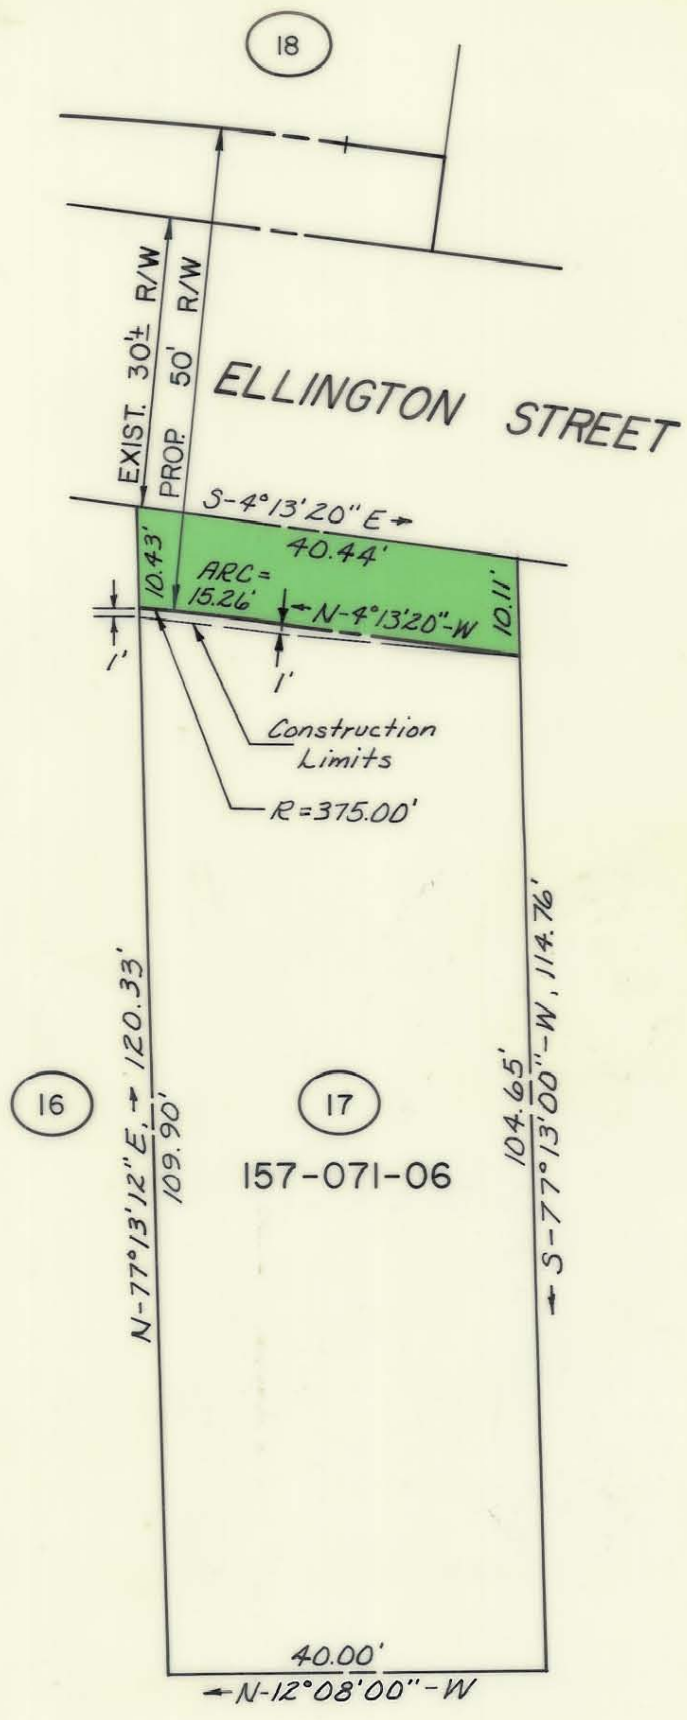 18
EXIST. 30'± R/W
PROP. 50' R/W
ELLINGTON STREET
S-4°13'20" E →
40.44'
10.43'
ARC=
15.26'
←N-4°13'20"-W
10.11'
1'
1'
Construction
Limits
R=375.00'
N-77°13'12" E, → 120.33'
109.90'
104.65'
← S-77°13'00"-W, 114.76'
16
17
157-071-06
40.00'
←N-12°08'00"-W